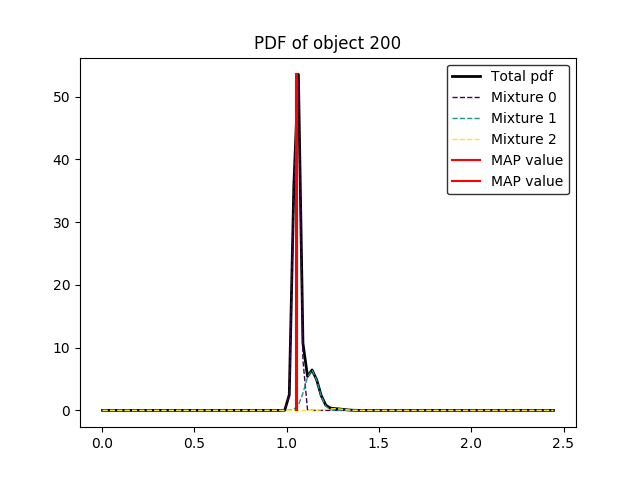 PDF of object 200
Total pdf
Mixture 0
Mixture 1
Mixture 2
MAP value
MAP value
50
40
30
20
10
0
0.0 0.5 1.0 1.5 2.0 2.5